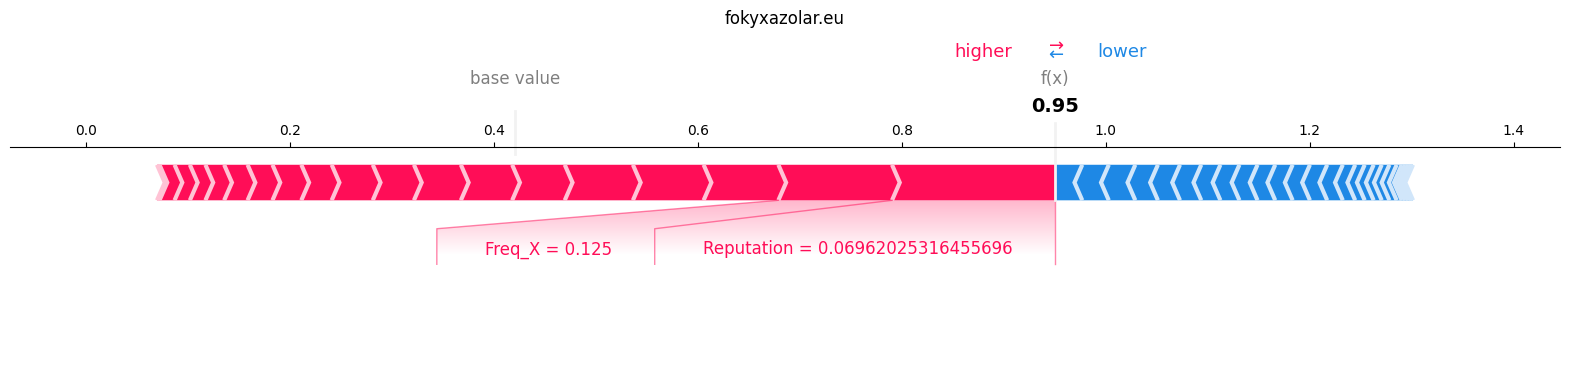 fokyxazolar.eu
higher → lower
←
base value
f(x)
0.95
0.0 0.2 0.4 0.6 0.8 1.0 1.2 1.4
Freq_X = 0.125
Reputation = 0.06962025316455696